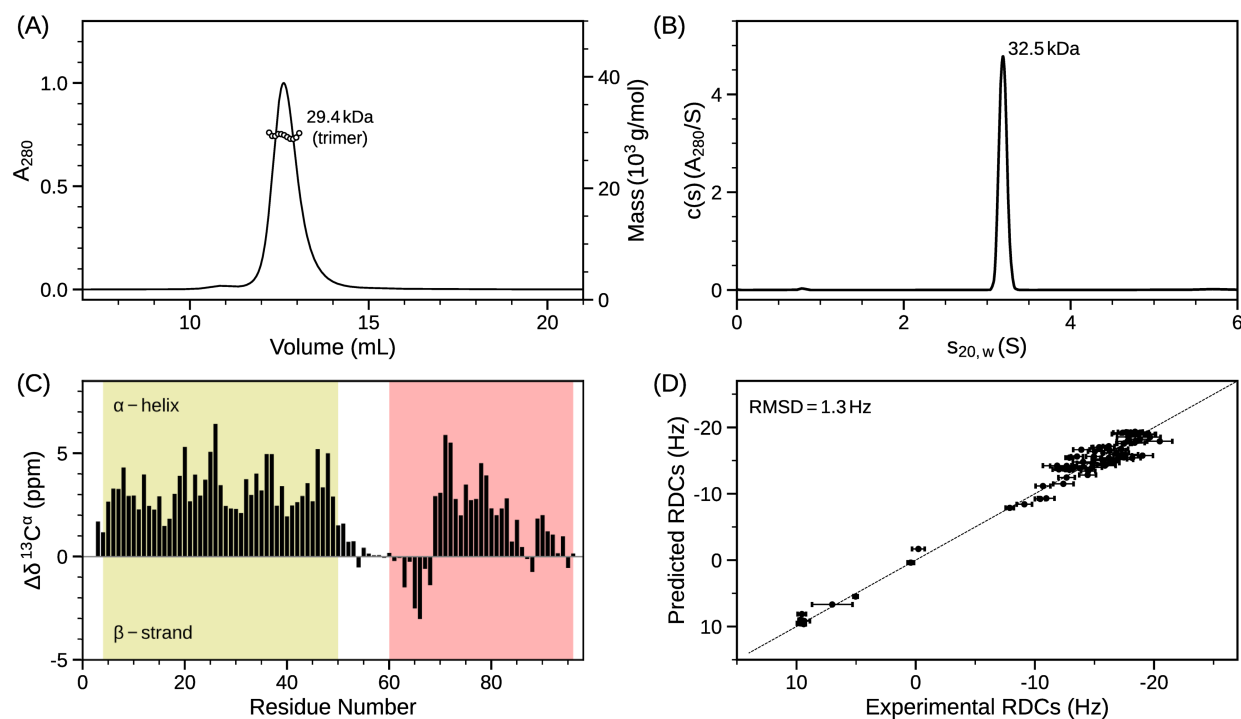 (A)
29.4 kDa
(trimer)
1.0
0.5
0.0
A280
40
20
0
Mass (10³ g/mol)
10
15
20
Volume (mL)
(B)
32.5 kDa
4
2
0
c(s) (A280/S)
0
2
4
6
s20, w (S)
(C)
α – helix
β – strand
5
0
-5
Δδ ¹³Cᵅ (ppm)
0
20
40
60
80
Residue Number
(D)
RMSD = 1.3 Hz
-20
-10
0
10
Predicted RDCs (Hz)
10
0
-10
-20
Experimental RDCs (Hz)